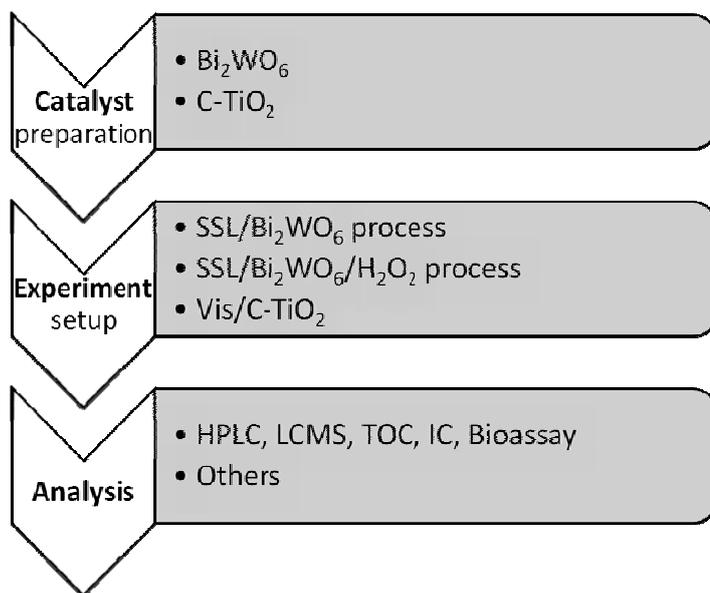 Catalyst
preparation
• Bi₂WO₆
• C-TiO₂
Experiment
setup
• SSL/Bi₂WO₆ process
• SSL/Bi₂WO₆/H₂O₂ process
• Vis/C-TiO₂
Analysis
• HPLC, LCMS, TOC, IC, Bioassay
• Others